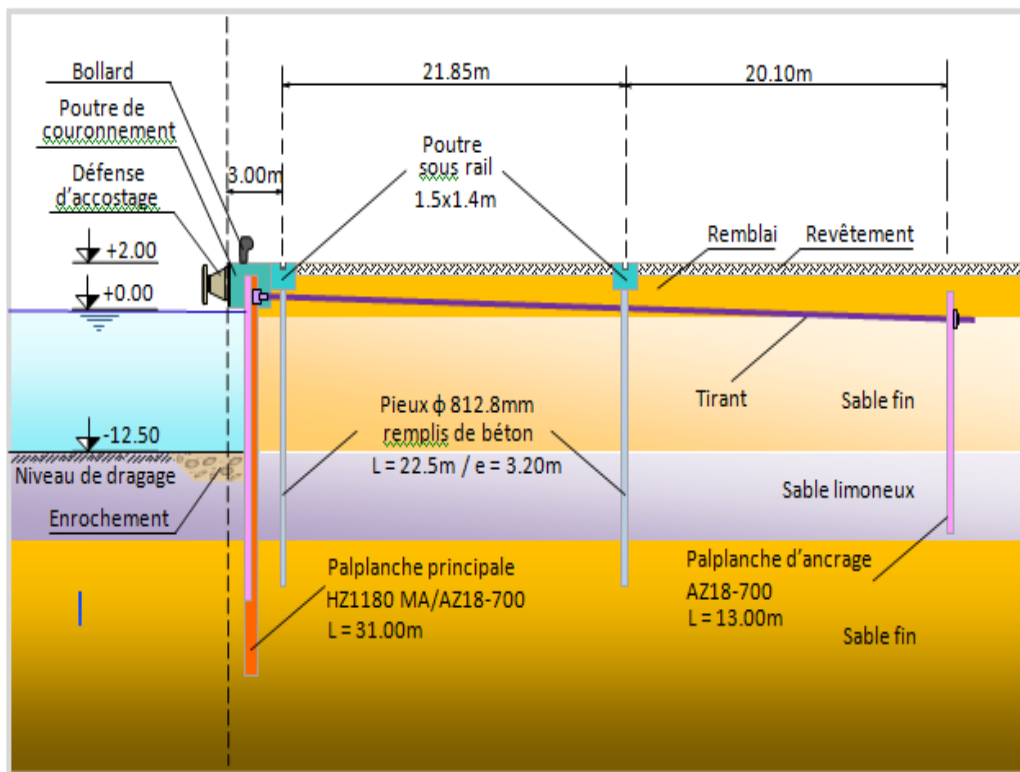 Bollard
Poutre de
couronnement
Défense
d'accostage
3.00m
21.85m
20.10m
Poutre
sous rail
1.5x1.4m
Remblai
Revêtement
+2.00
+0.00
-12.50
Niveau de dragage
Enrochement
Pieux ф 812.8mm
remplis de béton
L = 22.5m / e = 3.20m
Tirant
Sable fin
Sable limoneux
Palplanche principale
HZ1180 MA/AZ18-700
L = 31.00m
Palplanche d'ancrage
AZ18-700
L = 13.00m
Sable fin